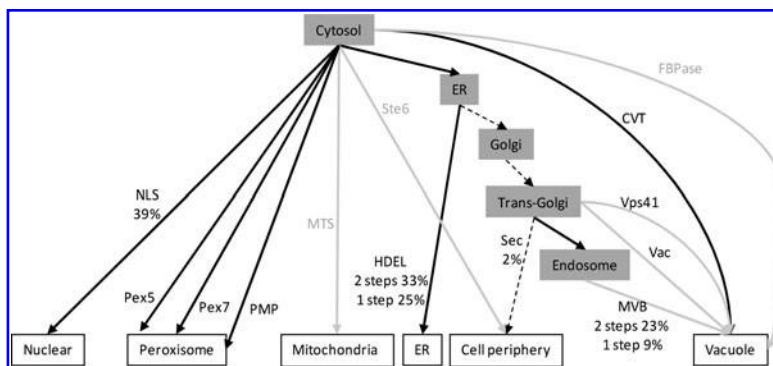 Cytosol
FBPase
ER
Ste6
CVT
Golgi
NLS
39%
Trans-Golgi
Vps41
MTS
Sec
2%
Vac
HDEL
2 steps 33%
1 step 25%
Endosome
Pex5
Pex7
PMP
MVB
2 steps 23%
1 step 9%
Nuclear
Peroxisome
Mitochondria
ER
Cell periphery
Vacuole